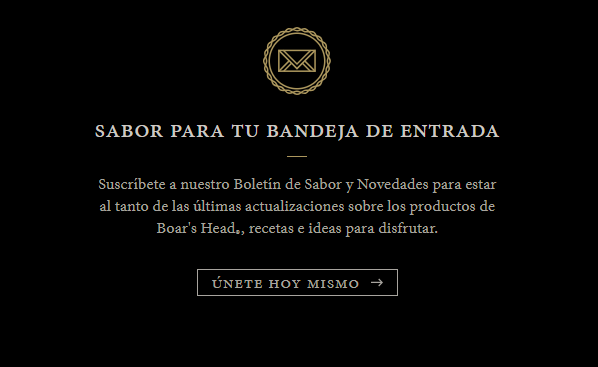 SABOR PARA TU BANDEJA DE ENTRADA
Suscríbete a nuestro Boletín de Sabor y Novedades para estar
al tanto de las últimas actualizaciones sobre los productos de
Boar's Head®, recetas e ideas para disfrutar.
ÚNETE HOY MISMO →